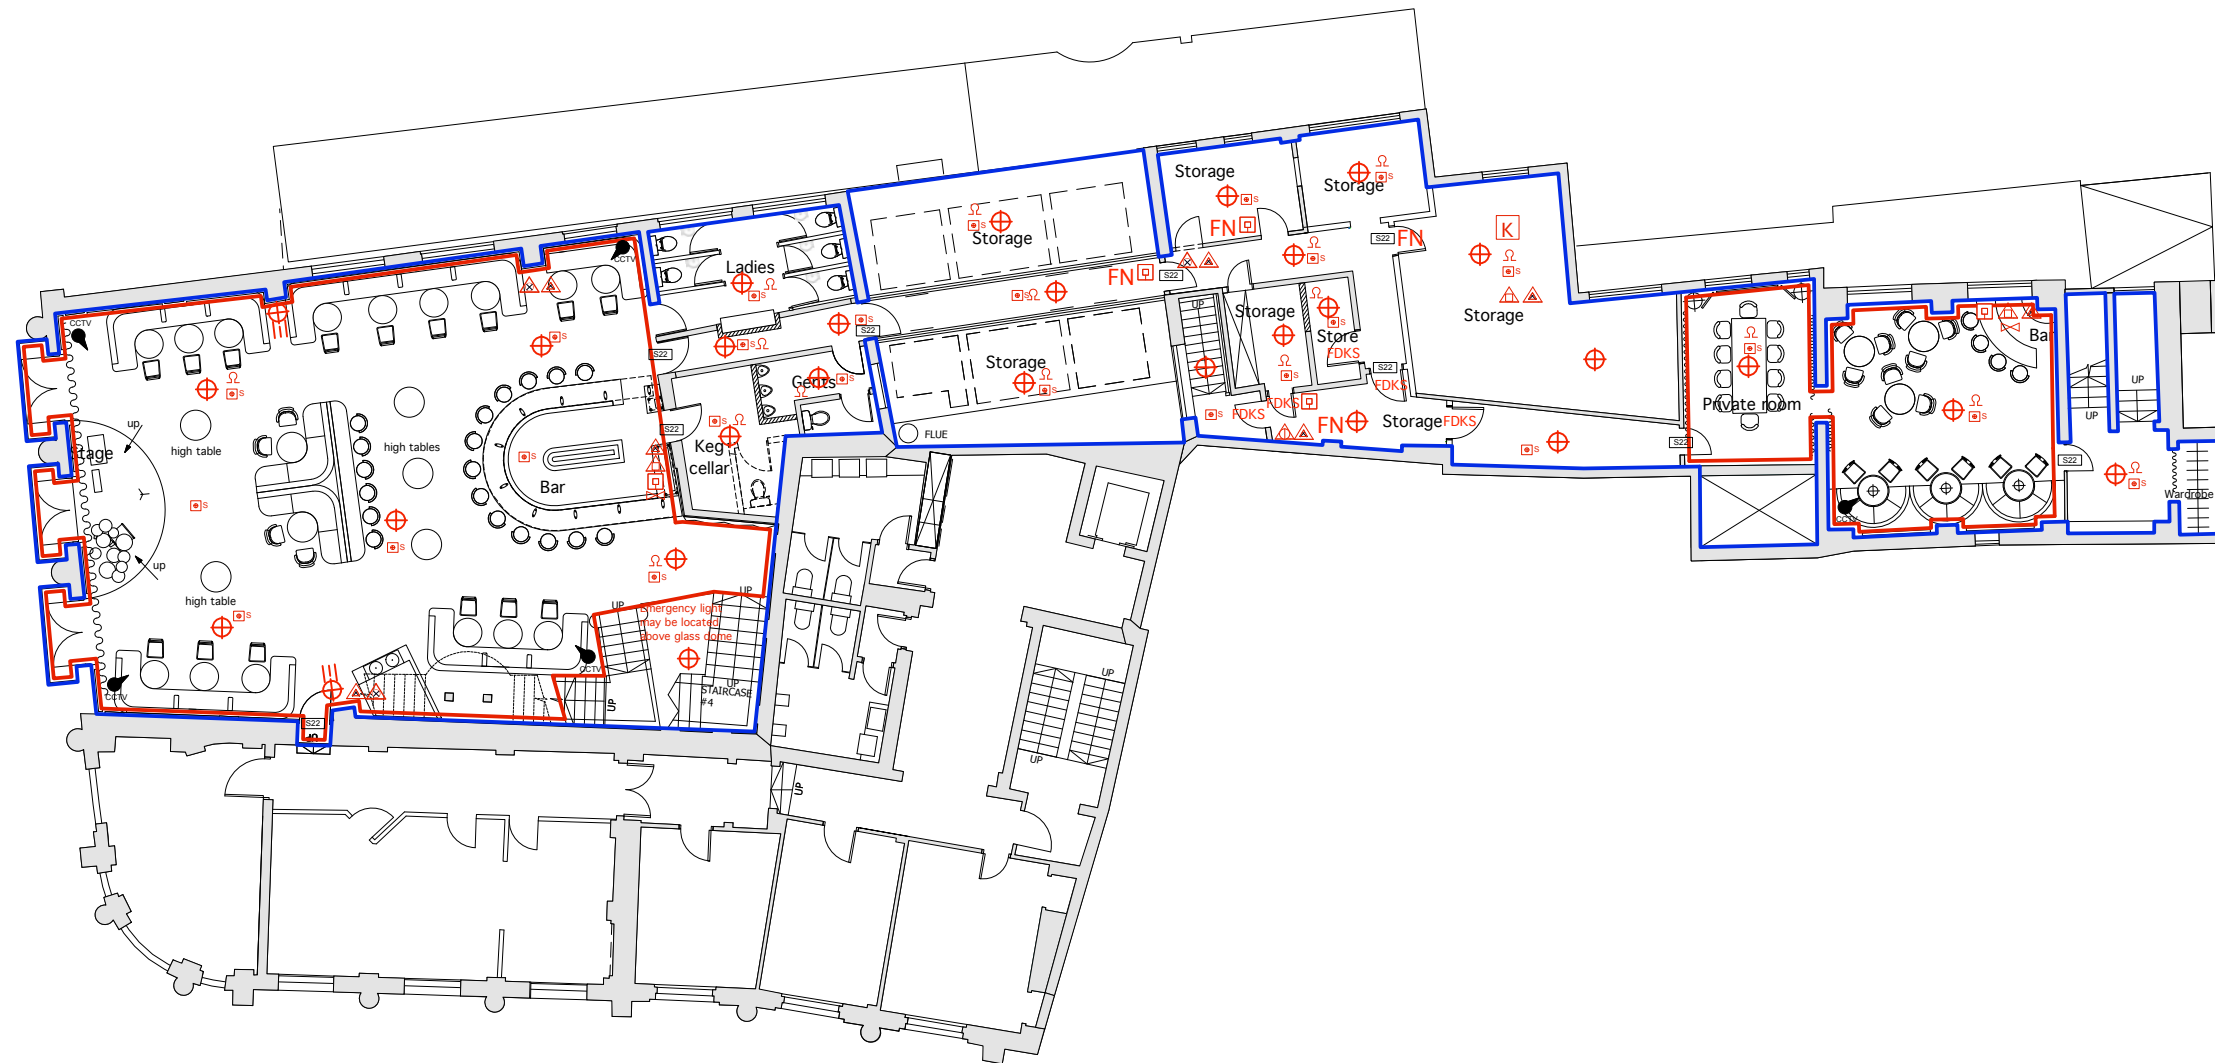 Storage
Storage
S
Ω
S
FN
S22
FN
K
Ω
S
Ω
S
Storage
Ω
S
FN
S22
Ladies
Ω
S
CCTV
CCTV
S
Ω
Ω
S
S
S22
S22
S
Ω
UP
Storage
Ω
S
Store
FDKS
Storage
Storage
Ω
S
Gents
S
Ω
Ω
S
S22
FDKS
FDKS
FDKS
FN
Storage
FDKS
S
S22
FLUE
Private room
Ω
S
Bar
Ω
S
CCTV
UP
UP
S22
Ω
S
Wardrobe
up
Stage
high table
high tables
Ω
S
S
S
S
Bar
S22
Ω
S
Keg
cellar
up
high table
S
Ω
S
UP
UP
Emergency light
may be located
above glass dome
CCTV
CCTV
UP
STAIRCASE
#4
UP
S22
UP
UP
UP
UP